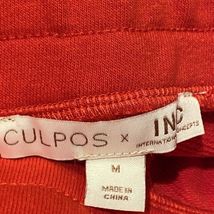 CULPOS x INC
INTERNATIONAL CONCEPTS
M
MADE IN
CHINA